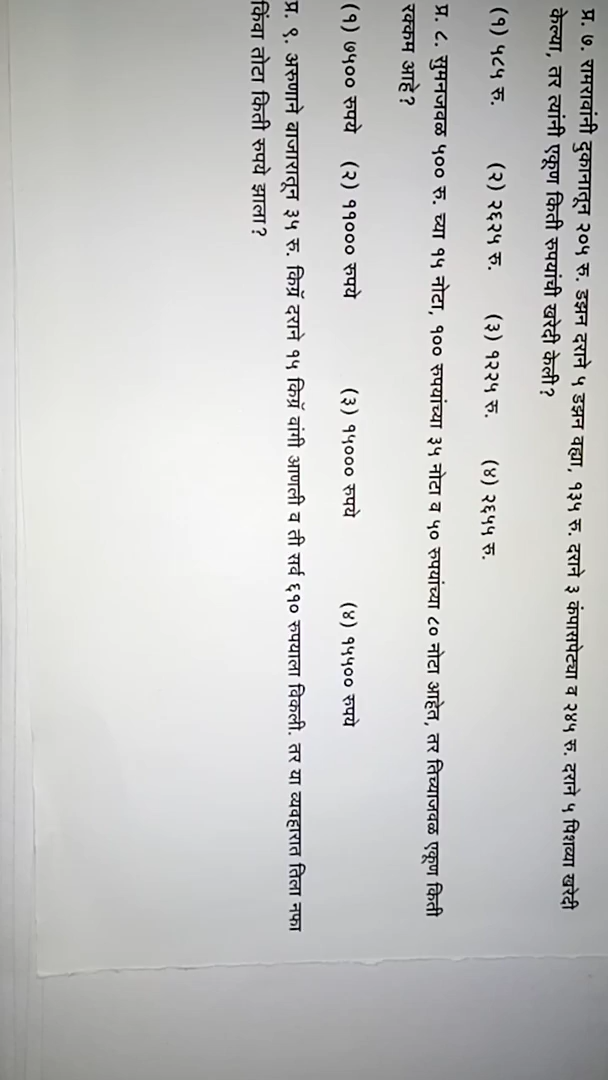 प्र. ७. रामरावांनी दुकानातून २०५ रु. डझन दराने ५ डझन वह्या, १३५ रु. दराने ३ कंपासपेट्या व २४५ रु. दराने ५ पिशव्या खरेदी
केल्या, तर त्यांनी एकूण किती रुपयांची खरेदी केली?
(१) ५८५ रु. (२) २६२५ रु. (३) १२२५ रु. (४) २६५५ रु.
प्र. ८. सुमनजवळ ५०० रु. च्या १५ नोटा, १०० रुपयांच्या ३५ नोटा व ५० रुपयांच्या ८० नोटा आहेत, तर तिच्याजवळ एकूण किती
रक्कम आहे?
(१) ७५०० रुपये (२) ११००० रुपये (३) १५००० रुपये (४) १५५०० रुपये
प्र. ९. अरुणाने बाजारातून ३५ रु. किग्रॅ दराने १५ किग्रॅ वांगी आणली व ती सर्व ६१० रुपयाला विकली. तर या व्यवहारात तिला नफा
किंवा तोटा किती रुपये झाला?